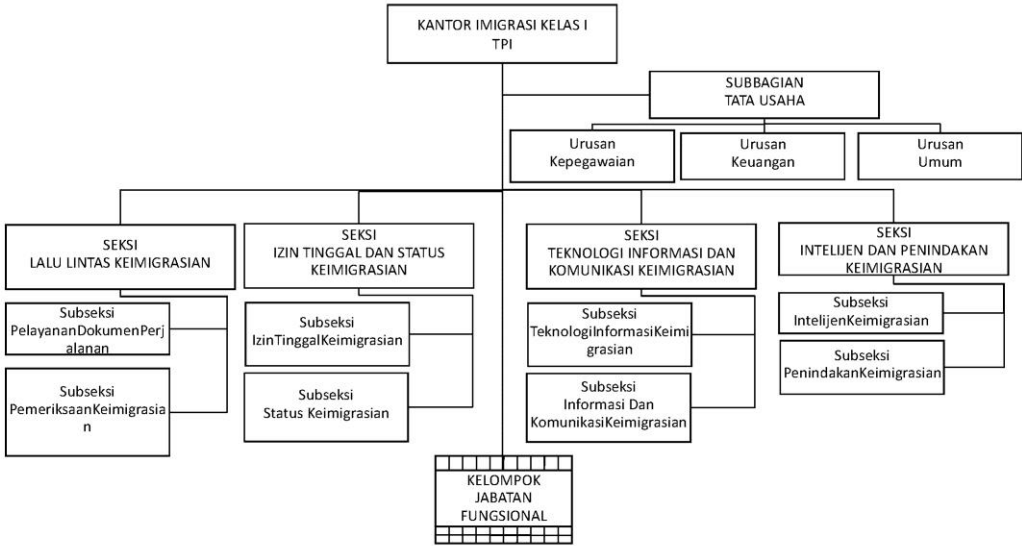 KANTOR IMIGRASI KELAS I
TPI
SUBBAGIAN
TATA USAHA
Urusan
Kepegawaian
Urusan
Keuangan
Urusan
Umum
SEKSI
LALU LINTAS KEIMIGRASIAN
SEKSI
IZIN TINGGAL DAN STATUS
KEIMIGRASIAN
SEKSI
TEKNOLOGI INFORMASI DAN
KOMUNIKASI KEIMIGRASIAN
SEKSI
INTELIJEN DAN PENINDAKAN
KEIMIGRASIAN
Subseksi
PelayananDokumenPerj
alanan
Subseksi
IzinTinggalKeimigrasian
Subseksi
TeknologiInformasiKeimi
grasian
Subseksi
IntelijenKeimigrasian
Subseksi
PemeriksaanKeimigrasia
n
Subseksi
Status Keimigrasian
Subseksi
Informasi Dan
KomunikasiKeimigrasian
Subseksi
PenindakanKeimigrasian
KELOMPOK
JABATAN
FUNGSIONAL